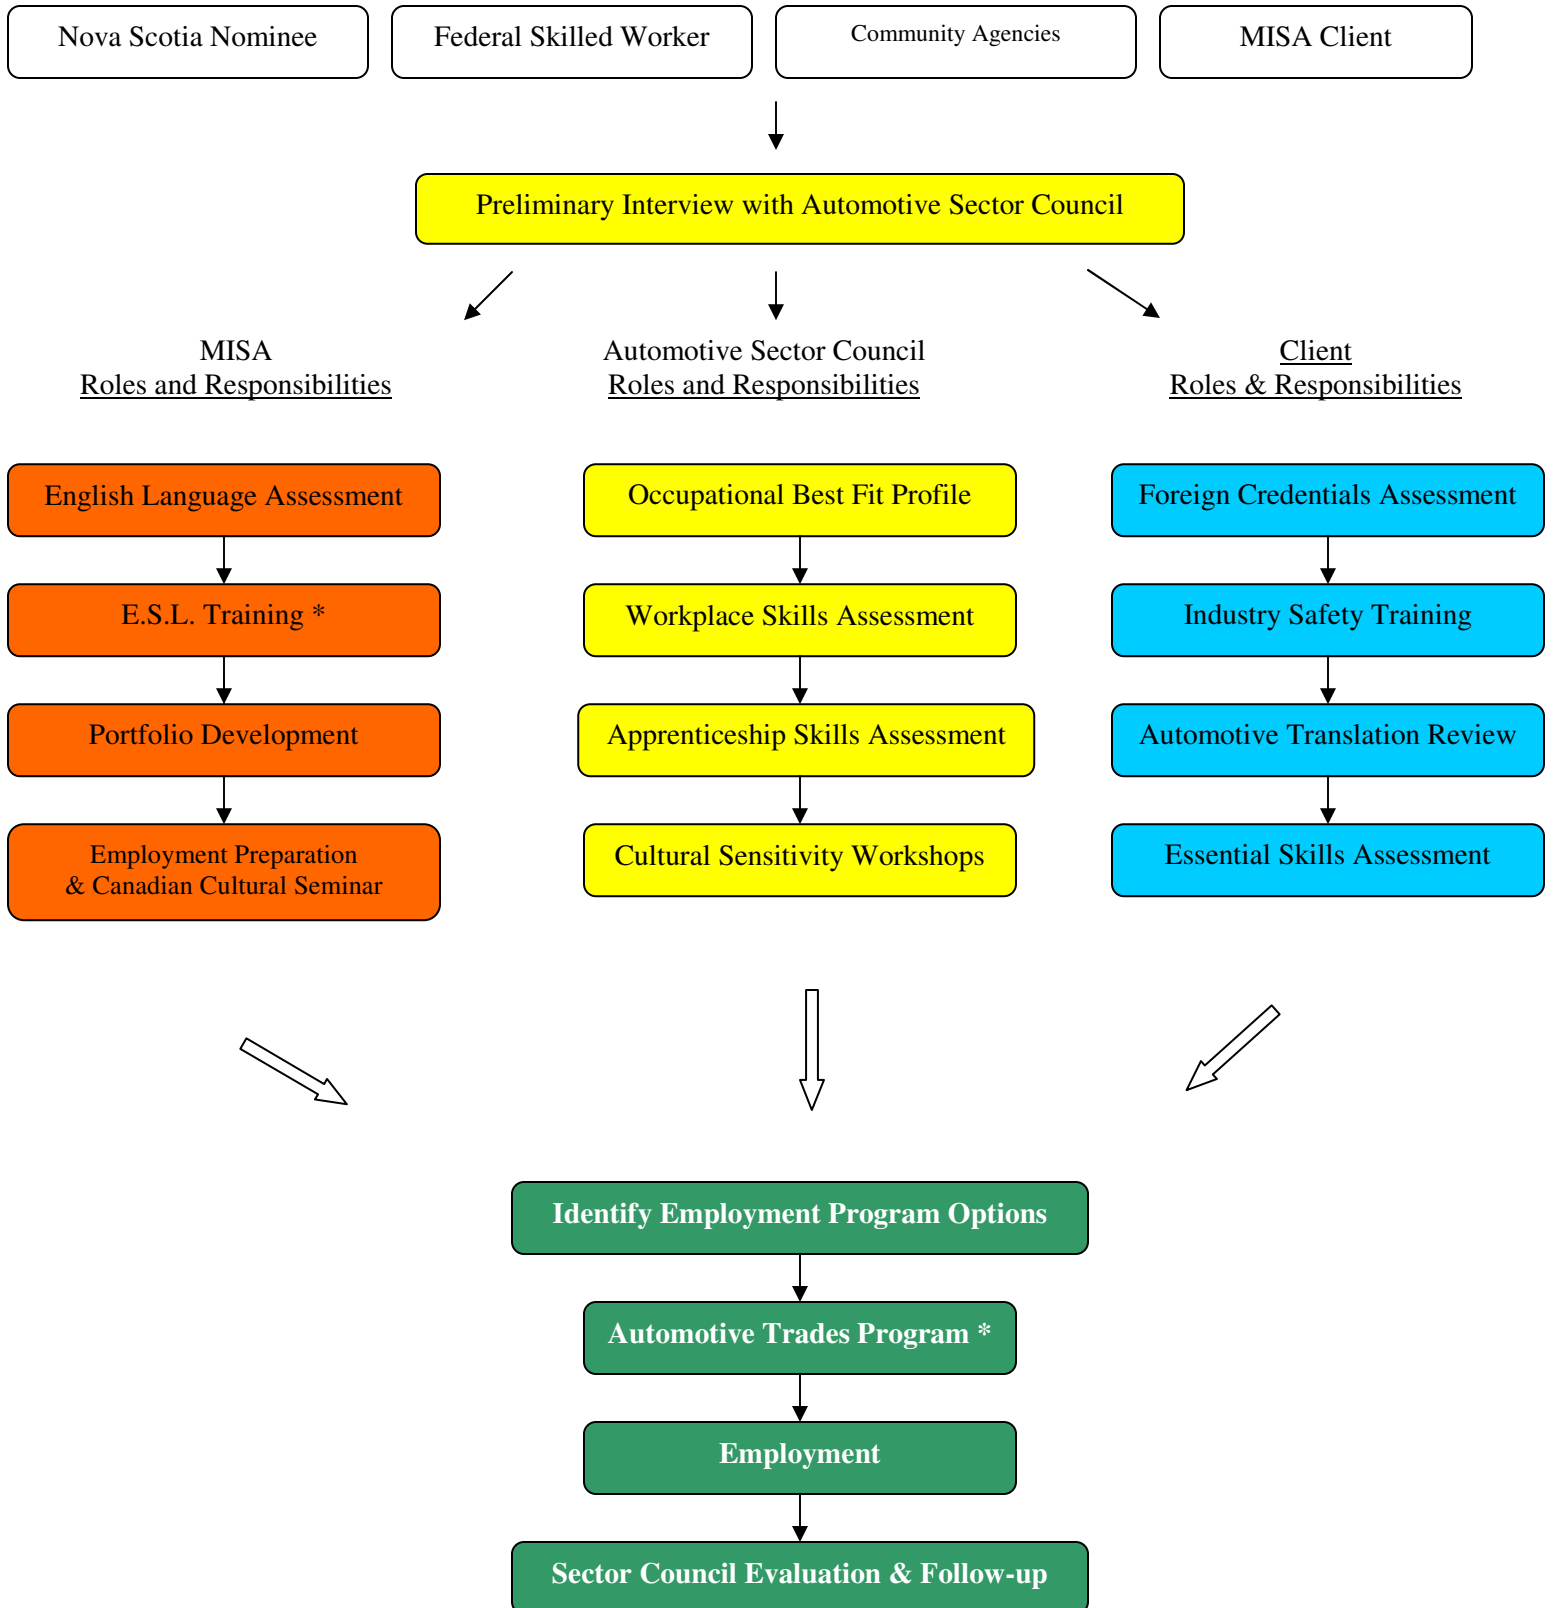 Nova Scotia Nominee
Federal Skilled Worker
Community Agencies
MISA Client
Preliminary Interview with Automotive Sector Council
MISA
Roles and Responsibilities
Automotive Sector Council
Roles and Responsibilities
Client
Roles & Responsibilities
English Language Assessment
E.S.L. Training *
Portfolio Development
Employment Preparation
& Canadian Cultural Seminar
Occupational Best Fit Profile
Workplace Skills Assessment
Apprenticeship Skills Assessment
Cultural Sensitivity Workshops
Foreign Credentials Assessment
Industry Safety Training
Automotive Translation Review
Essential Skills Assessment
Identify Employment Program Options
Automotive Trades Program *
Employment
Sector Council Evaluation & Follow-up